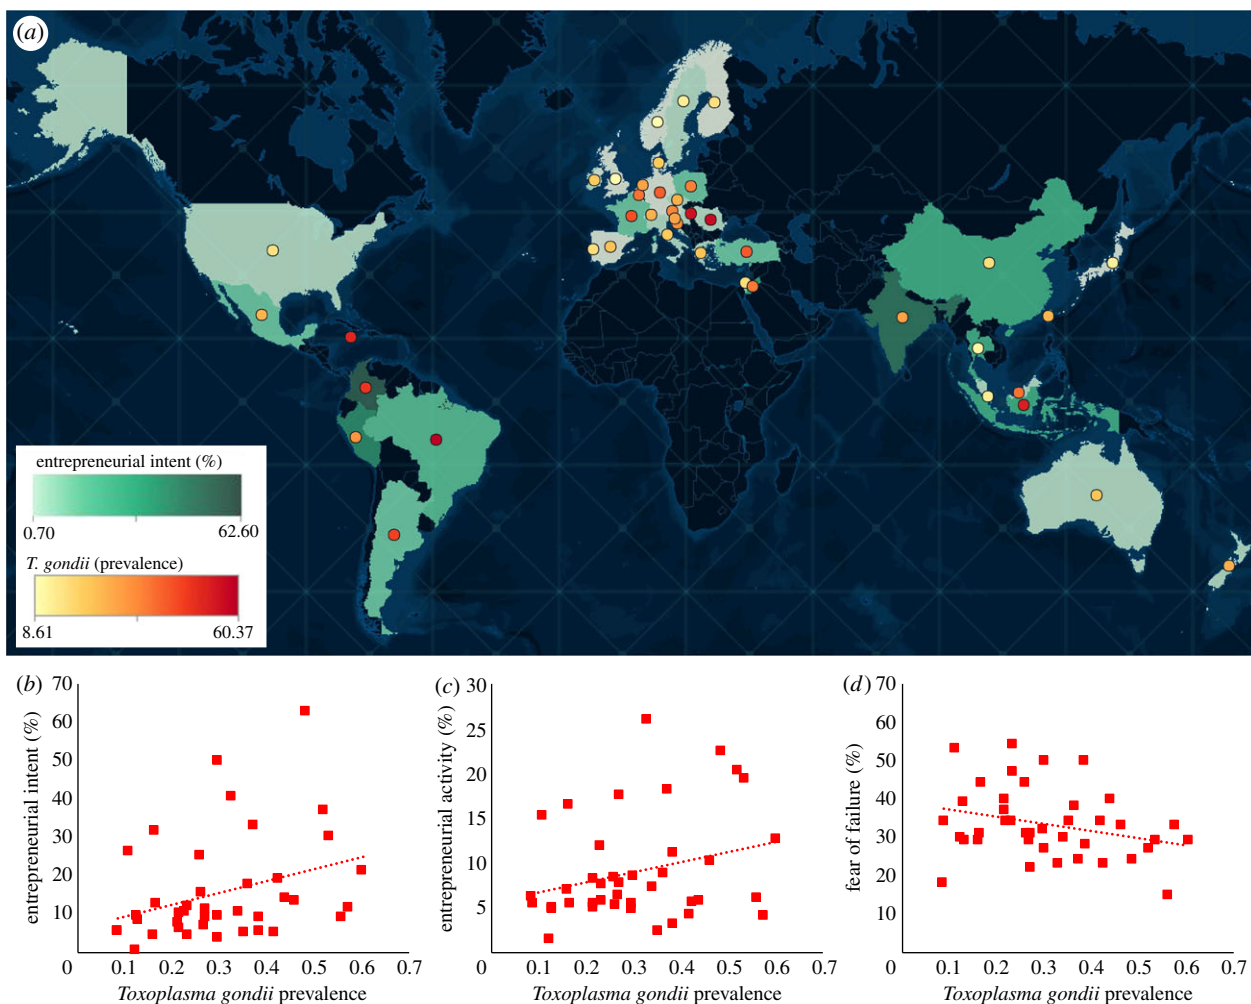 (a)
entrepreneurial intent (%)
0.70 62.60
T. gondii (prevalence)
8.61 60.37
(b)
entrepreneurial intent (%)
70
60
50
40
30
20
10
0 0.1 0.2 0.3 0.4 0.5 0.6 0.7
Toxoplasma gondii prevalence
(c)
entrepreneurial activity (%)
30
25
20
15
10
5
0 0.1 0.2 0.3 0.4 0.5 0.6 0.7
Toxoplasma gondii prevalence
(d)
fear of failure (%)
70
60
50
40
30
20
10
0 0.1 0.2 0.3 0.4 0.5 0.6 0.7
Toxoplasma gondii prevalence